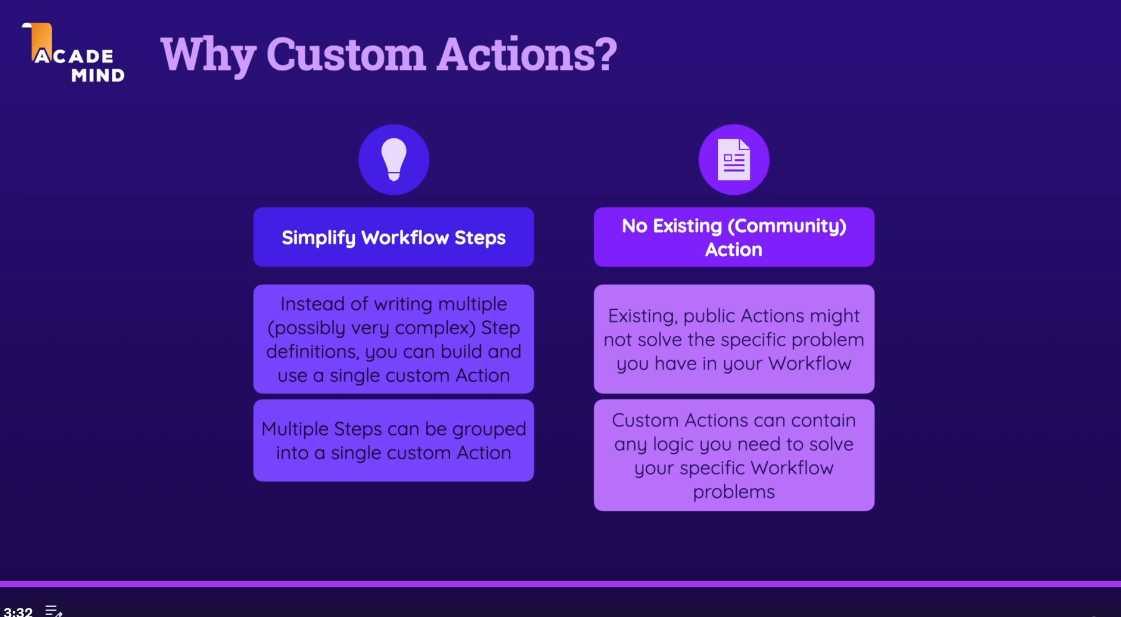 ACADE
MIND
Why Custom Actions?
Simplify Workflow Steps
Instead of writing multiple
(possibly very complex) Step
definitions, you can build and
use a single custom Action
Multiple Steps can be grouped
into a single custom Action
No Existing (Community)
Action
Existing, public Actions might
not solve the specific problem
you have in your Workflow
Custom Actions can contain
any logic you need to solve
your specific Workflow
problems
3:32